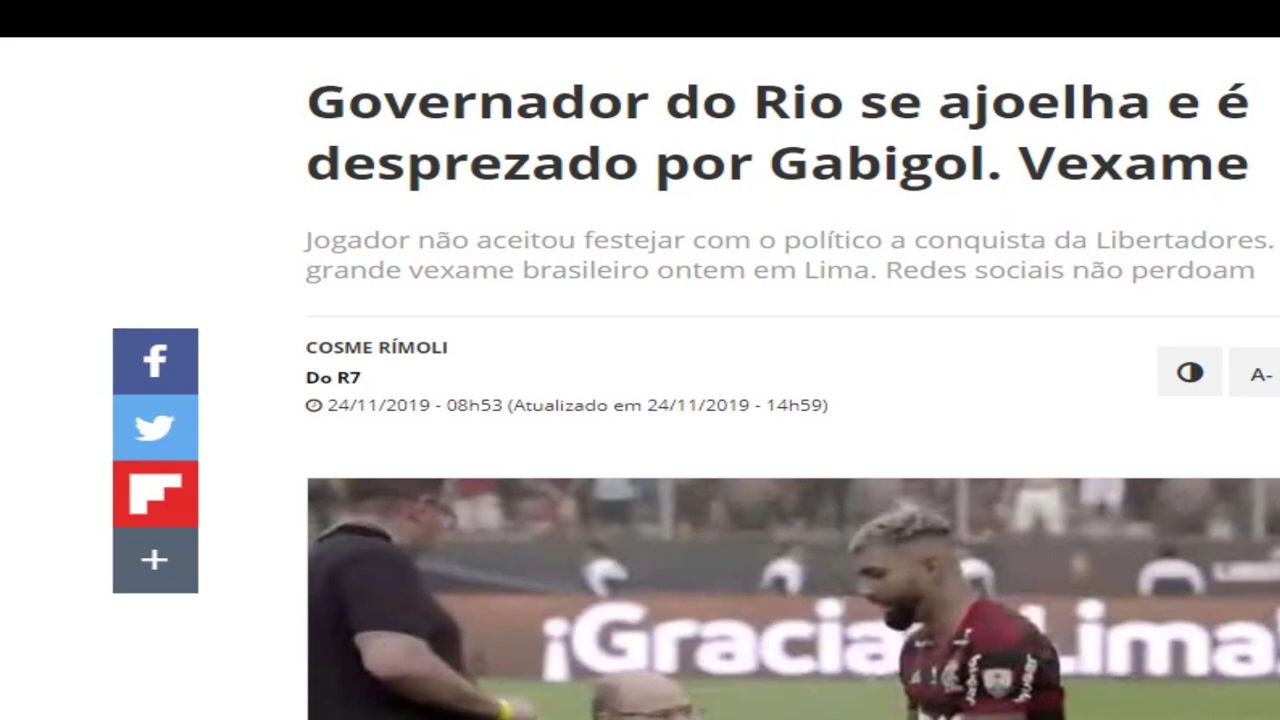 Governador do Rio se ajoelha e é
desprezado por Gabigol. Vexame
Jogador não aceitou festejar com o político a conquista da Libertadores.
grande vexame brasileiro ontem em Lima. Redes sociais não perdoam
COSME RÍMOLI
Do R7
24/11/2019 - 08h53 (Atualizado em 24/11/2019 - 14h59)
A-
¡Gracias Lima